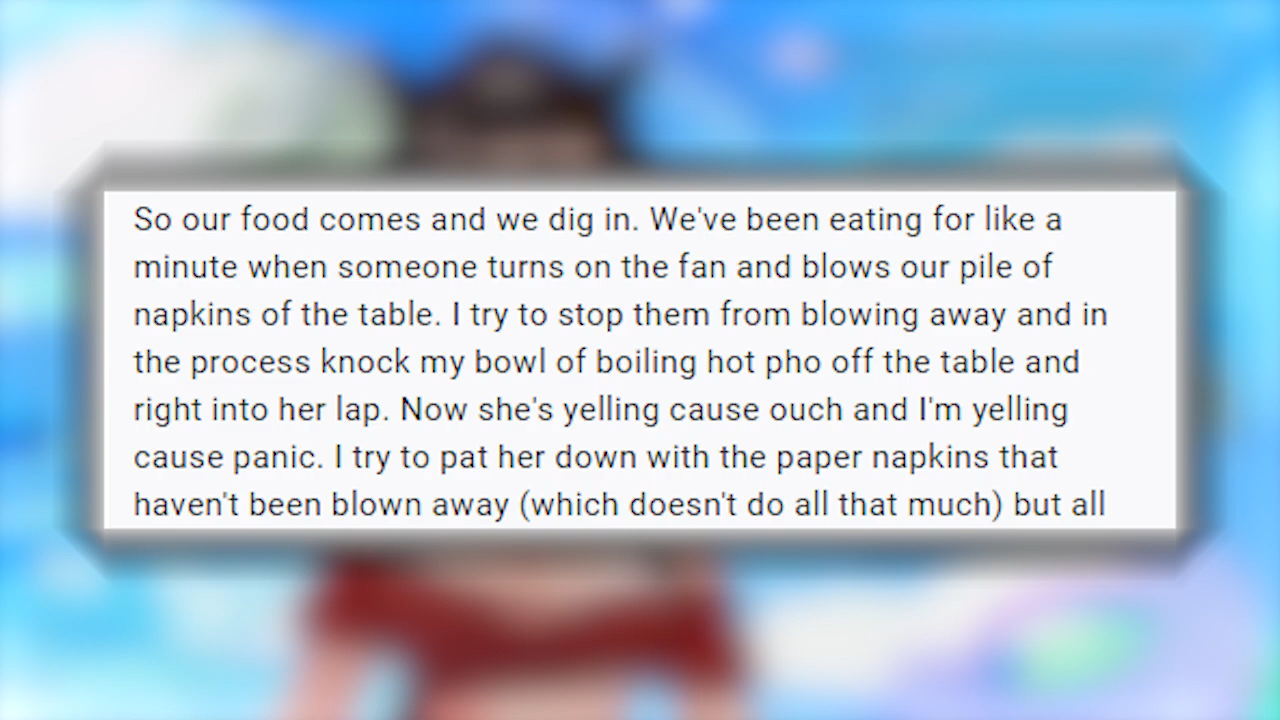 So our food comes and we dig in. We've been eating for like a
minute when someone turns on the fan and blows our pile of
napkins of the table. I try to stop them from blowing away and in
the process knock my bowl of boiling hot pho off the table and
right into her lap. Now she's yelling cause ouch and I'm yelling
cause panic. I try to pat her down with the paper napkins that
haven't been blown away (which doesn't do all that much) but all